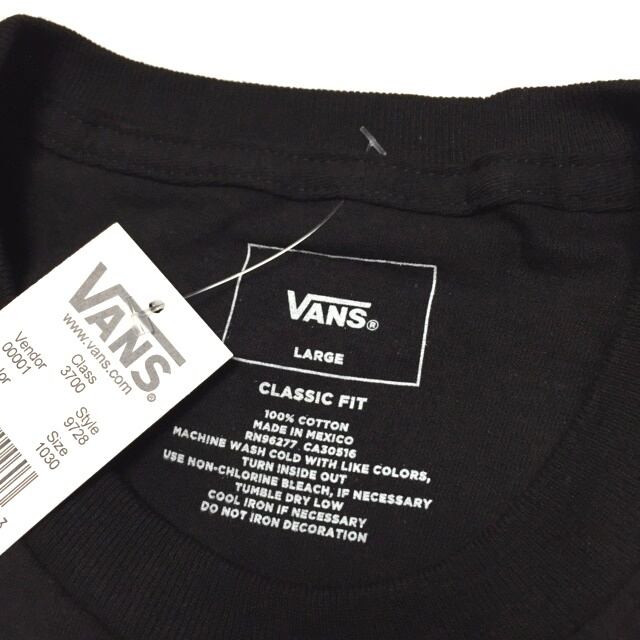 VANS®
LARGE
CLASSIC FIT
100% COTTON
MADE IN MEXICO
RN96277 CA30516
MACHINE WASH COLD WITH LIKE COLORS,
TURN INSIDE OUT
USE NON-CHLORINE BLEACH, IF NECESSARY
TUMBLE DRY LOW
COOL IRON IF NECESSARY
DO NOT IRON DECORATION
VANS®
www.vans.com
Vendor Class Style
00001 3700 9728
Size
1030
3